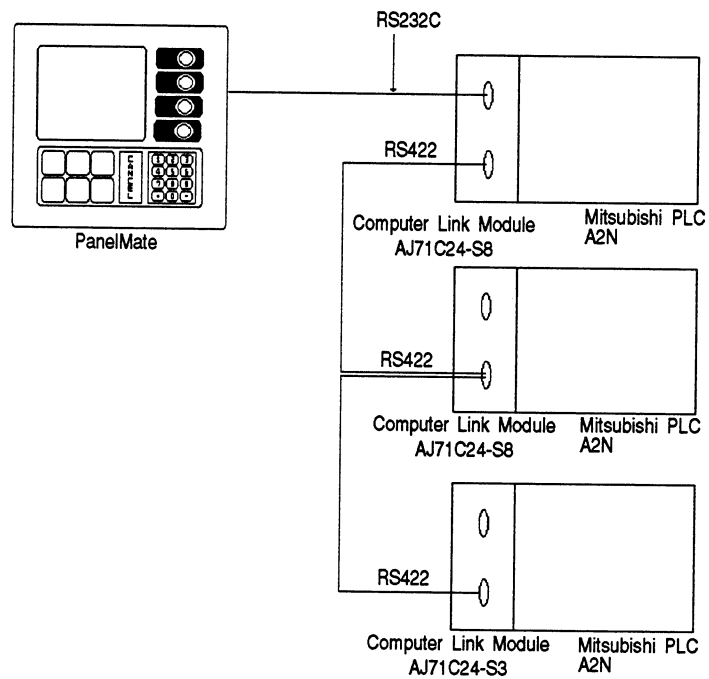 RS232C
RS422
CANCEL
PanelMate
Computer Link Module
AJ71C24-S8
Mitsubishi PLC
A2N
RS422
Computer Link Module
AJ71C24-S8
Mitsubishi PLC
A2N
RS422
Computer Link Module
AJ71C24-S3
Mitsubishi PLC
A2N